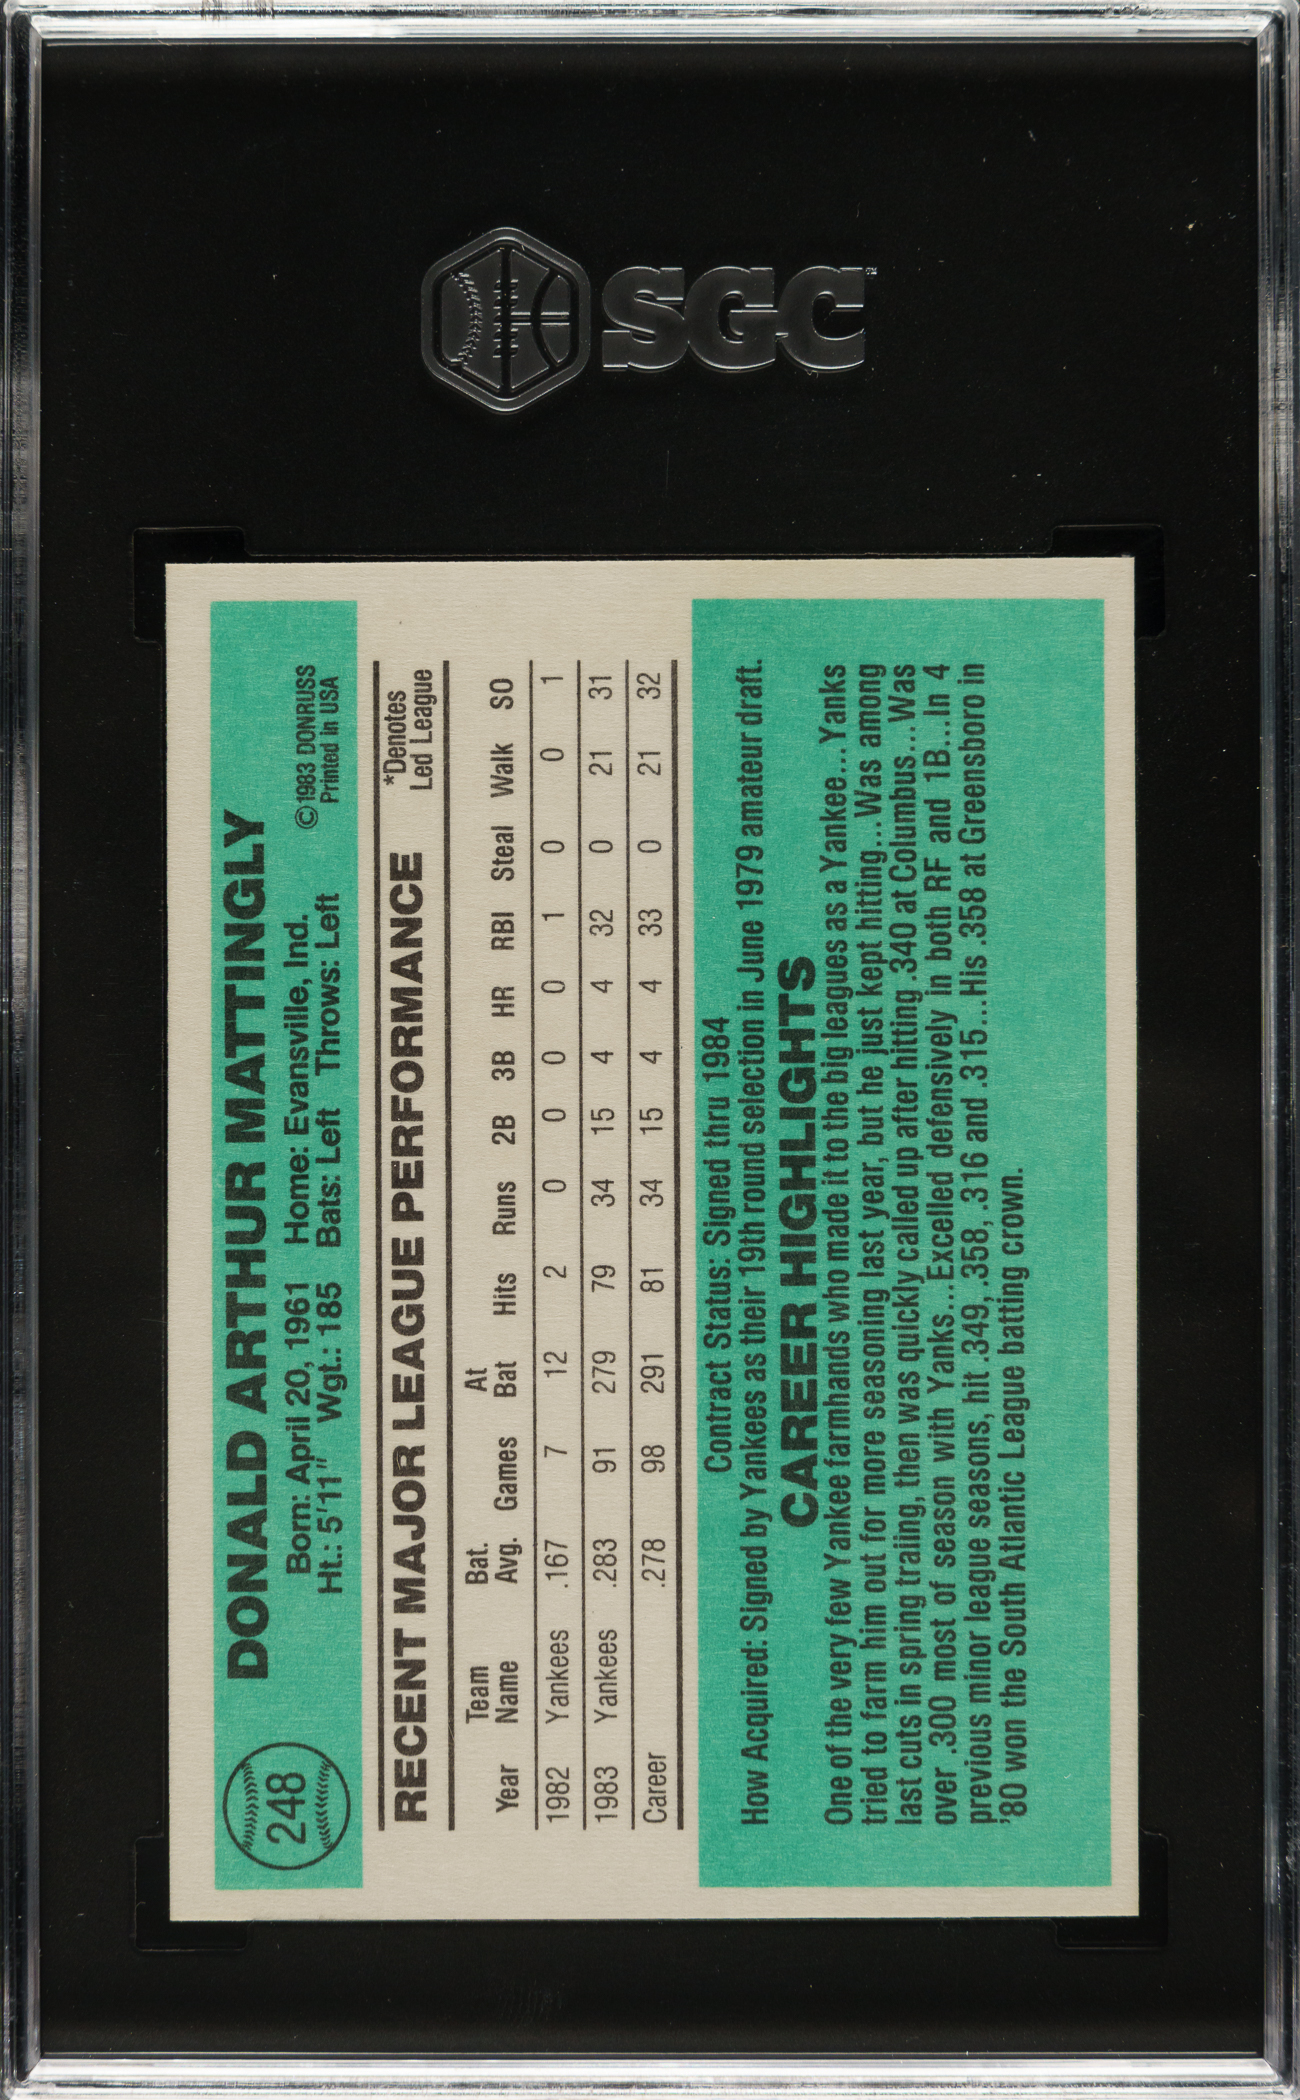 SGC
248
DONALD ARTHUR MATTINGLY
Born: April 20, 1961 Home: Evansville, Ind. ©1983 DONRUSS
Ht.: 5'11" Wgt.: 185 Bats: Left Throws: Left Printed in USA
RECENT MAJOR LEAGUE PERFORMANCE
*Denotes
Led League
Year Team Name Bat. Avg. Games At Bat Hits Runs 2B 3B HR RBI Steal Walk SO
1982 Yankees .167 7 12 2 0 0 0 0 1 0 0 1
1983 Yankees .283 91 279 79 34 15 4 4 32 0 21 31
Career .278 98 291 81 34 15 4 4 33 0 21 32
Contract Status: Signed thru 1984
How Acquired: Signed by Yankees as their 19th round selection in June 1979 amateur draft.
CAREER HIGHLIGHTS
One of the very few Yankee farmhands who made it to the big leagues as a Yankee...Yanks
tried to farm him out for more seasoning last year, but he just kept hitting...Was among
last cuts in spring traiing, then was quickly called up after hitting .340 at Columbus...Was
over .300 most of season with Yanks...Excelled defensively in both RF and 1B...In 4
previous minor league seasons, hit .349, .358, .316 and .315...His .358 at Greensboro in
'80 won the South Atlantic League batting crown.